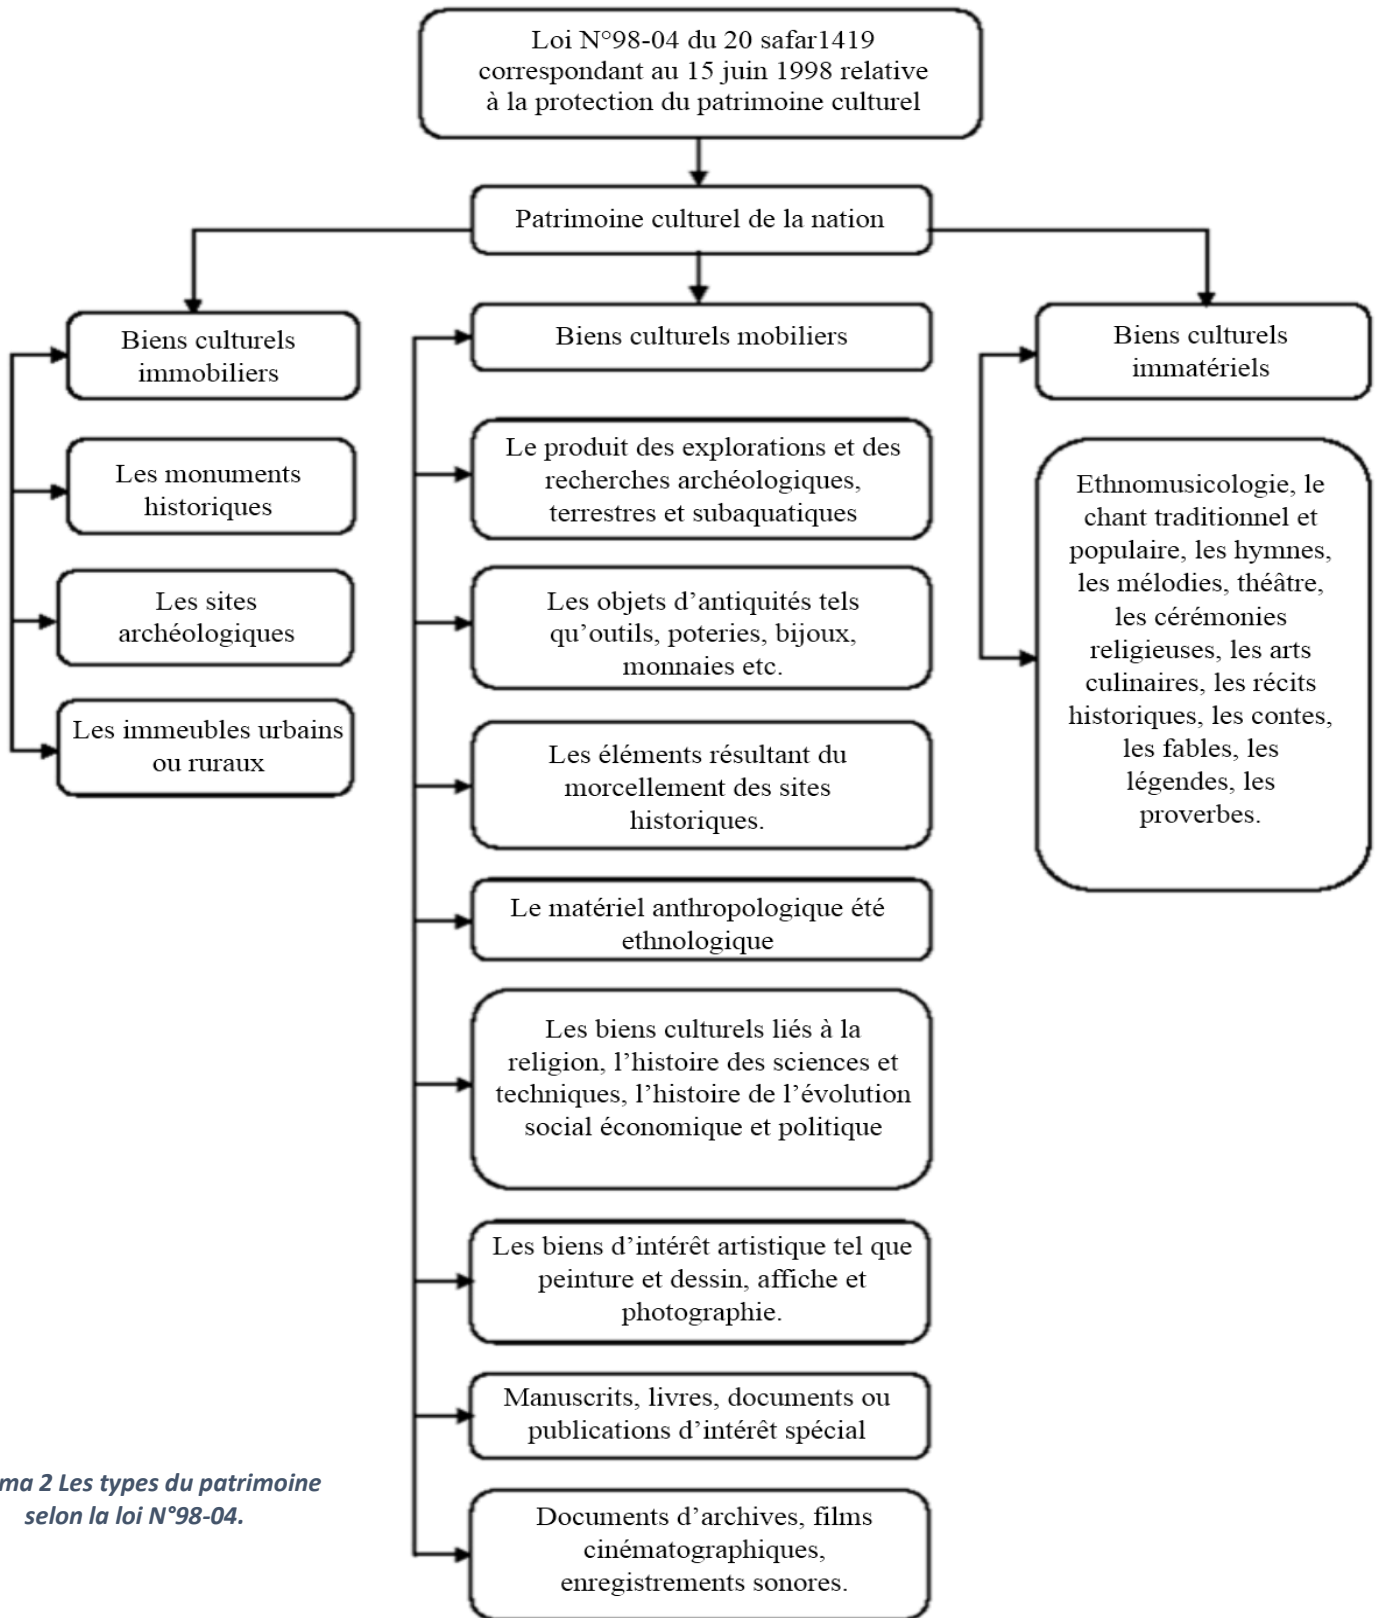 Loi N°98-04 du 20 safar1419
correspondant au 15 juin 1998 relative
à la protection du patrimoine culturel
Patrimoine culturel de la nation
Biens culturels
immobiliers
Les monuments
historiques
Les sites
archéologiques
Les immeubles urbains
ou ruraux
Biens culturels mobiliers
Le produit des explorations et des
recherches archéologiques,
terrestres et subaquatiques
Les objets d’antiquités tels
qu’outils, poteries, bijoux,
monnaies etc.
Les éléments résultant du
morcellement des sites
historiques.
Le matériel anthropologique été
ethnologique
Les biens culturels liés à la
religion, l’histoire des sciences et
techniques, l’histoire de l’évolution
social économique et politique
Les biens d’intérêt artistique tel que
peinture et dessin, affiche et
photographie.
Manuscrits, livres, documents ou
publications d’intérêt spécial
Documents d’archives, films
cinématographiques,
enregistrements sonores.
Biens culturels
immatériels
Ethnomusicologie, le
chant traditionnel et
populaire, les hymnes,
les mélodies, théâtre,
les cérémonies
religieuses, les arts
culinaires, les récits
historiques, les contes,
les fables, les
légendes, les
proverbes.
ma 2 Les types du patrimoine
selon la loi N°98-04.